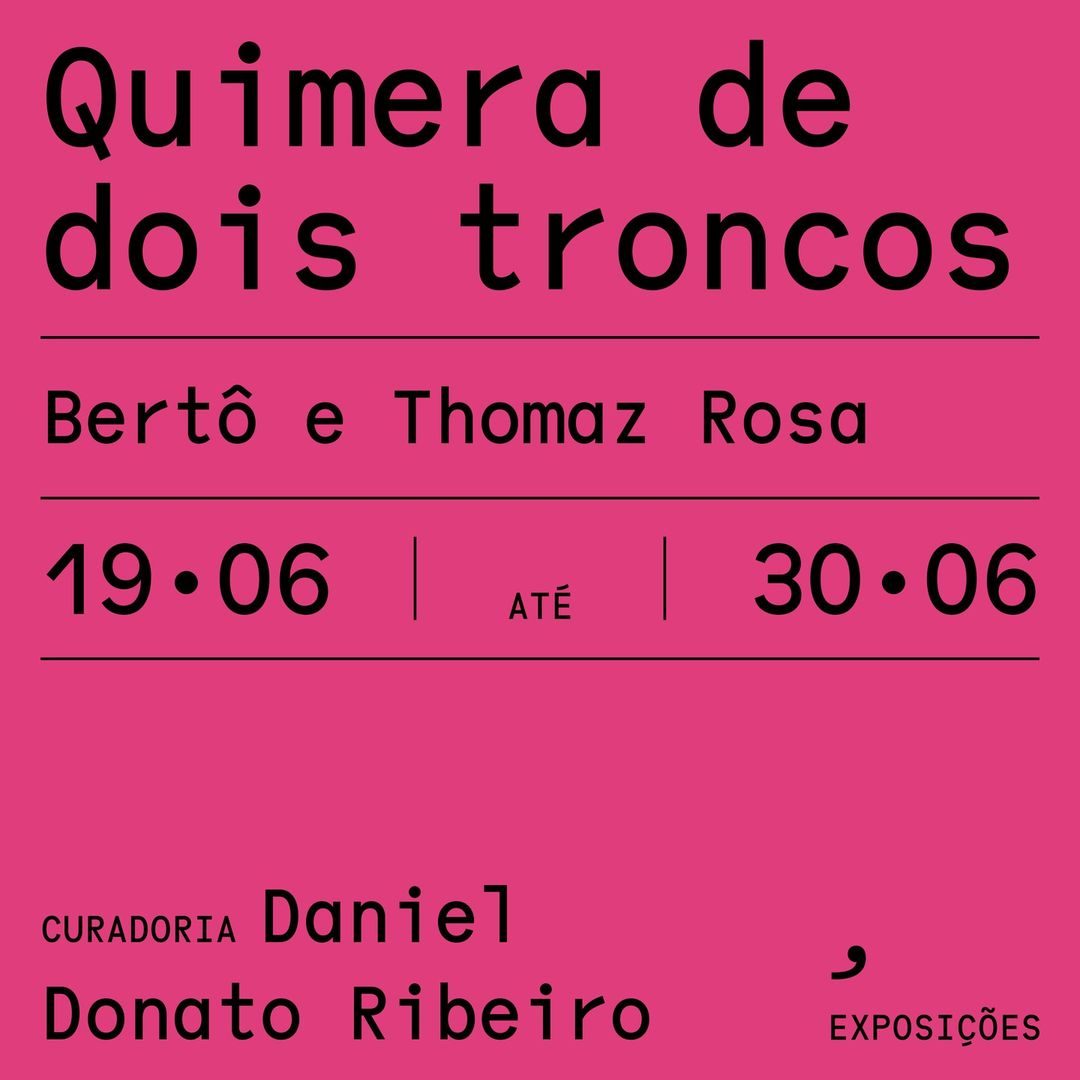 Quimera de
dois troncos
Bertô e Thomaz Rosa
19•06 | ATÉ | 30•06
CURADORIA Daniel
Donato Ribeiro
,
EXPOSIÇÕES